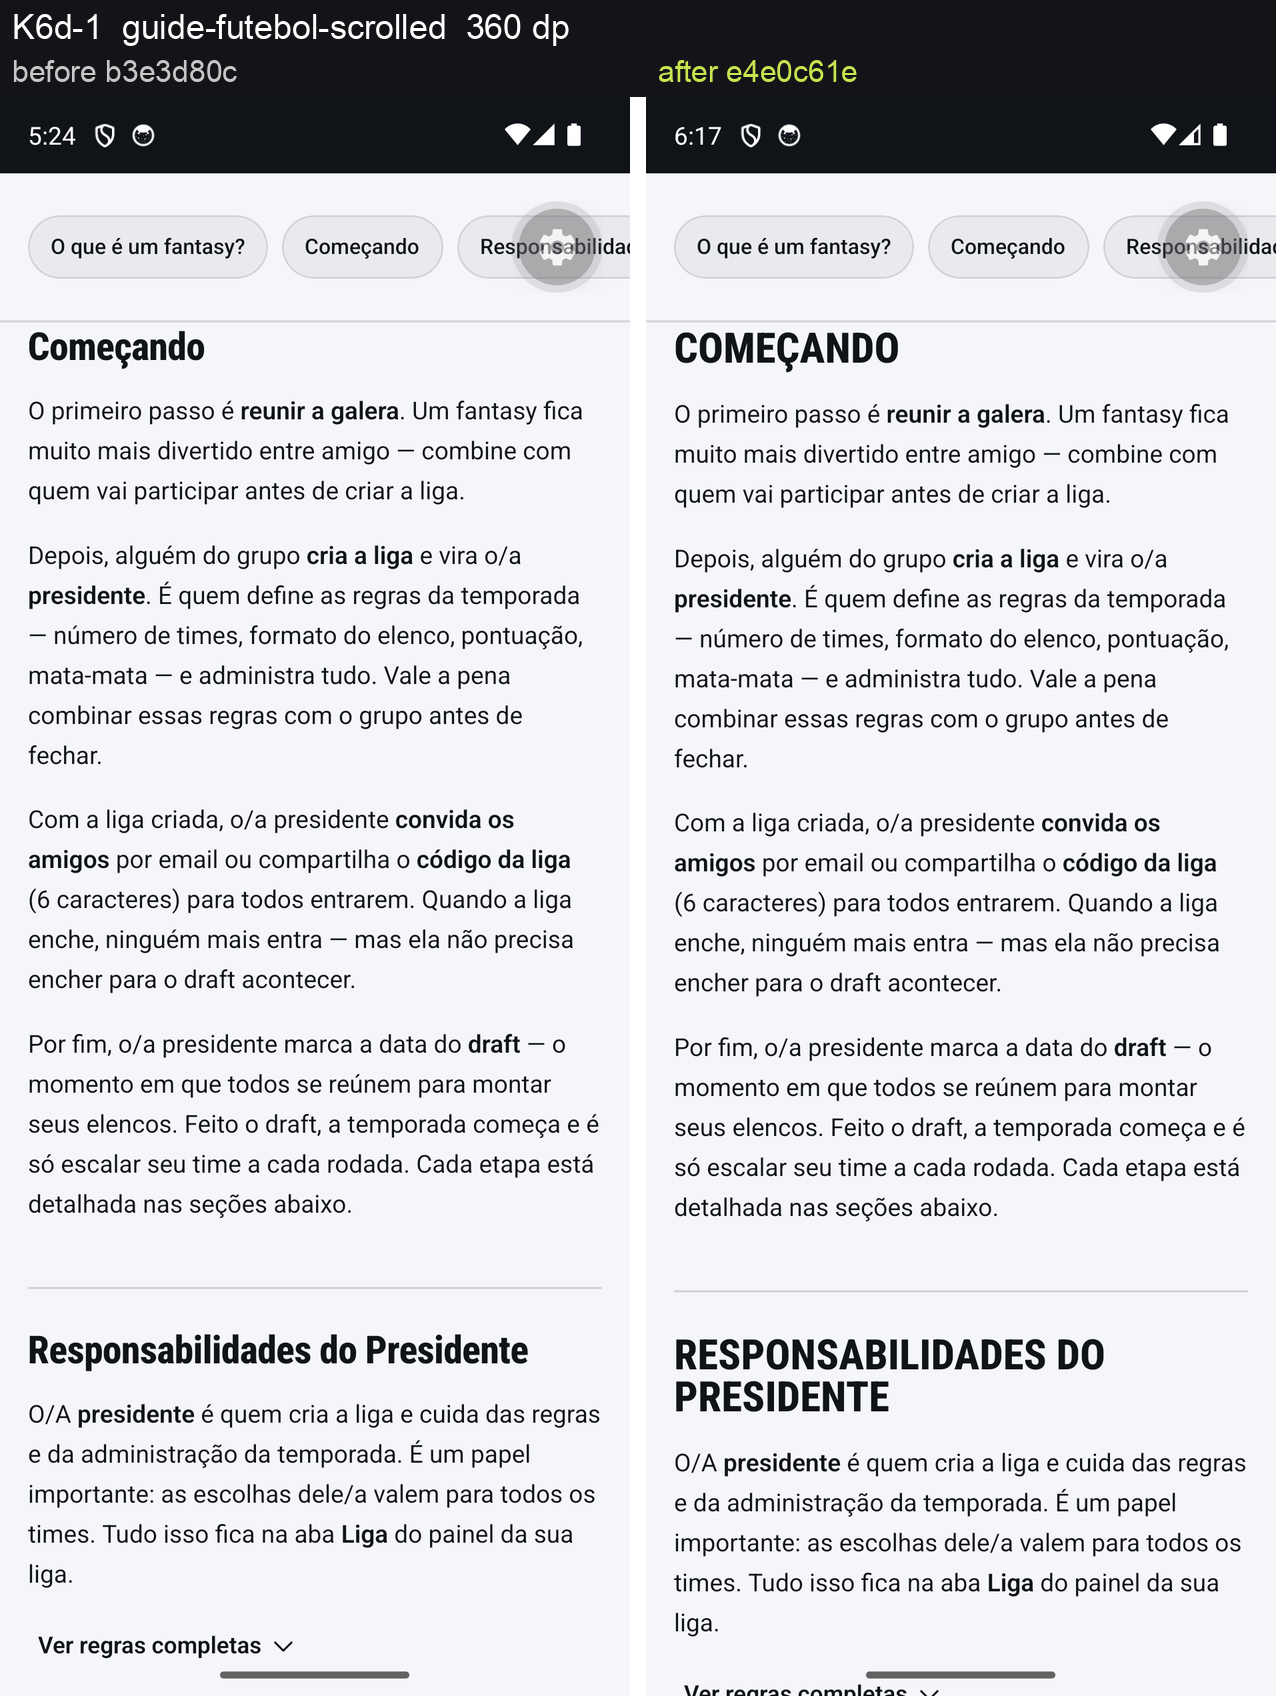 K6d-1 guide-futebol-scrolled 360 dp
before b3e3d80c
after e4e0c61e
5:24
O que é um fantasy?
Começando
Responsabilidad
Começando
O primeiro passo é reunir a galera. Um fantasy fica
muito mais divertido entre amigo — combine com
quem vai participar antes de criar a liga.
Depois, alguém do grupo cria a liga e vira o/a
presidente. É quem define as regras da temporada
— número de times, formato do elenco, pontuação,
mata-mata — e administra tudo. Vale a pena
combinar essas regras com o grupo antes de
fechar.
Com a liga criada, o/a presidente convida os
amigos por email ou compartilha o código da liga
(6 caracteres) para todos entrarem. Quando a liga
enche, ninguém mais entra — mas ela não precisa
encher para o draft acontecer.
Por fim, o/a presidente marca a data do draft — o
momento em que todos se reúnem para montar
seus elencos. Feito o draft, a temporada começa e é
só escalar seu time a cada rodada. Cada etapa está
detalhada nas seções abaixo.
Responsabilidades do Presidente
O/A presidente é quem cria a liga e cuida das regras
e da administração da temporada. É um papel
importante: as escolhas dele/a valem para todos os
times. Tudo isso fica na aba Liga do painel da sua
liga.
Ver regras completas
6:17
O que é um fantasy?
Começando
Responsabilidad
COMEÇANDO
O primeiro passo é reunir a galera. Um fantasy fica
muito mais divertido entre amigo — combine com
quem vai participar antes de criar a liga.
Depois, alguém do grupo cria a liga e vira o/a
presidente. É quem define as regras da temporada
— número de times, formato do elenco, pontuação,
mata-mata — e administra tudo. Vale a pena
combinar essas regras com o grupo antes de
fechar.
Com a liga criada, o/a presidente convida os
amigos por email ou compartilha o código da liga
(6 caracteres) para todos entrarem. Quando a liga
enche, ninguém mais entra — mas ela não precisa
encher para o draft acontecer.
Por fim, o/a presidente marca a data do draft — o
momento em que todos se reúnem para montar
seus elencos. Feito o draft, a temporada começa e é
só escalar seu time a cada rodada. Cada etapa está
detalhada nas seções abaixo.
RESPONSABILIDADES DO
PRESIDENTE
O/A presidente é quem cria a liga e cuida das regras
e da administração da temporada. É um papel
importante: as escolhas dele/a valem para todos os
times. Tudo isso fica na aba Liga do painel da sua
liga.
Ver regras completas